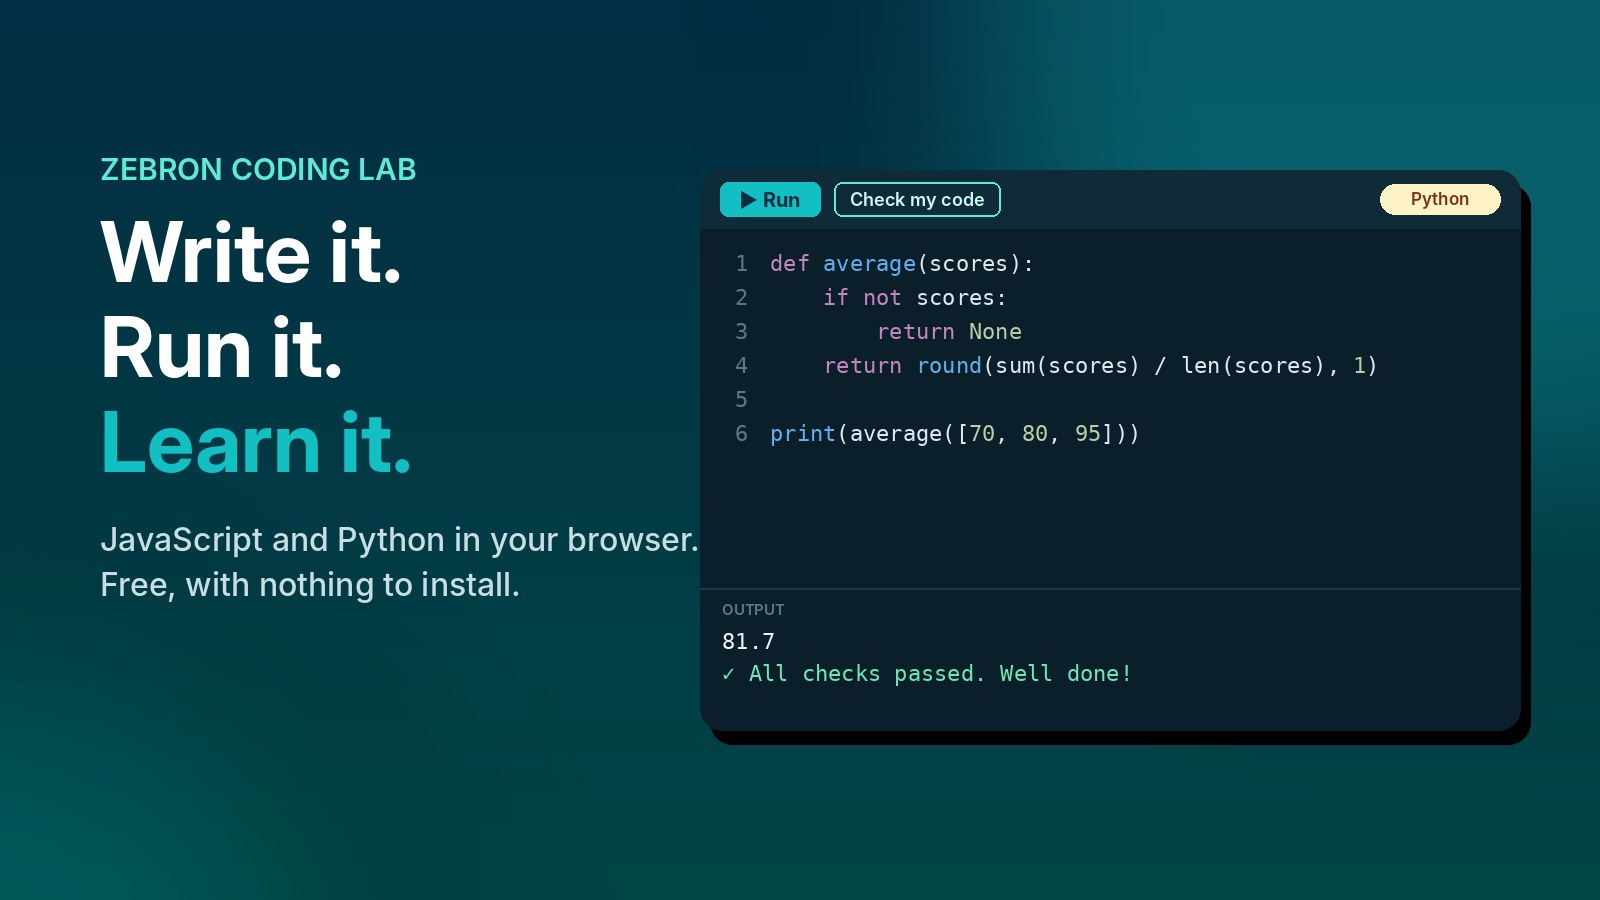 ZEBRON CODING LAB
Write it.
Run it.
Learn it.
JavaScript and Python in your browser.
Free, with nothing to install.
▶ Run
Check my code
Python
1 def average(scores):
2     if not scores:
3         return None
4     return round(sum(scores) / len(scores), 1)
5
6 print(average([70, 80, 95]))
OUTPUT
81.7
✓ All checks passed. Well done!